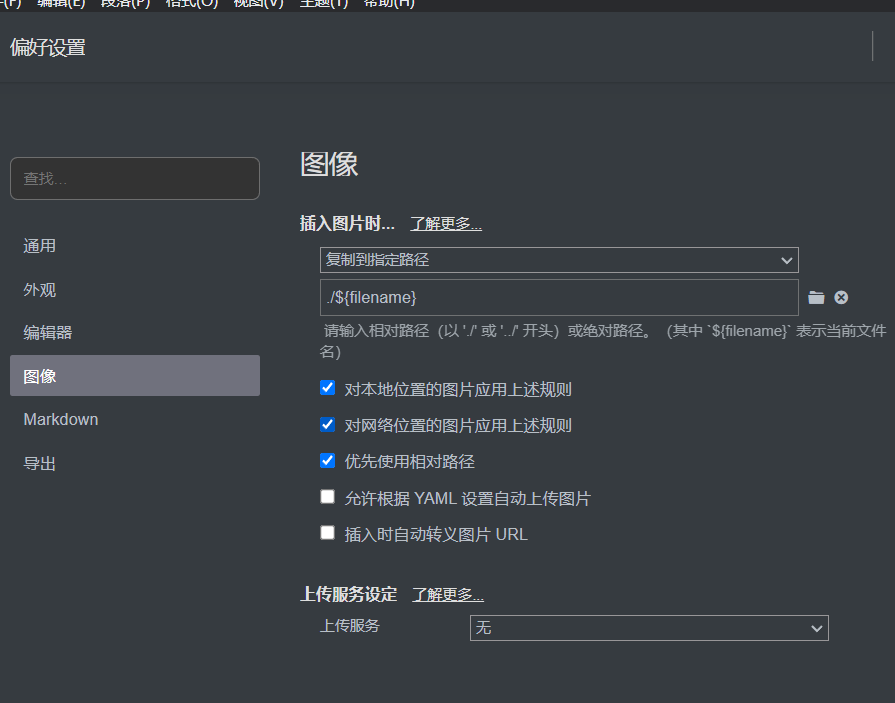 (F) 编辑(E) 段落(P) 格式(O) 视图(V) 主题(T) 帮助(H)
偏好设置
图像
查找...
插入图片时... 了解更多...
通用
复制到指定路径
外观
./${filename}
编辑器
请输入相对路径（以 './' 或 '../' 开头）或绝对路径。（其中 `${filename}` 表示当前文件
名）
图像
对本地位置的图片应用上述规则
Markdown
对网络位置的图片应用上述规则
导出
优先使用相对路径
允许根据 YAML 设置自动上传图片
插入时自动转义图片 URL
上传服务设定 了解更多...
上传服务 无